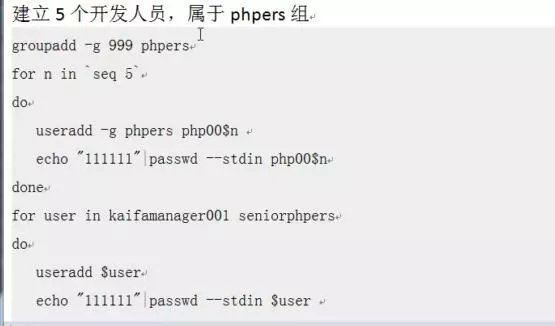 建立 5 个开发人员，属于 phpers 组
groupadd -g 999 phpers
for n in `seq 5`
do
useradd -g phpers php00$n
echo "111111"|passwd --stdin php00$n
done
for user in kaifamanager001 seniorphpers
do
useradd $user
echo "111111"|passwd --stdin $user